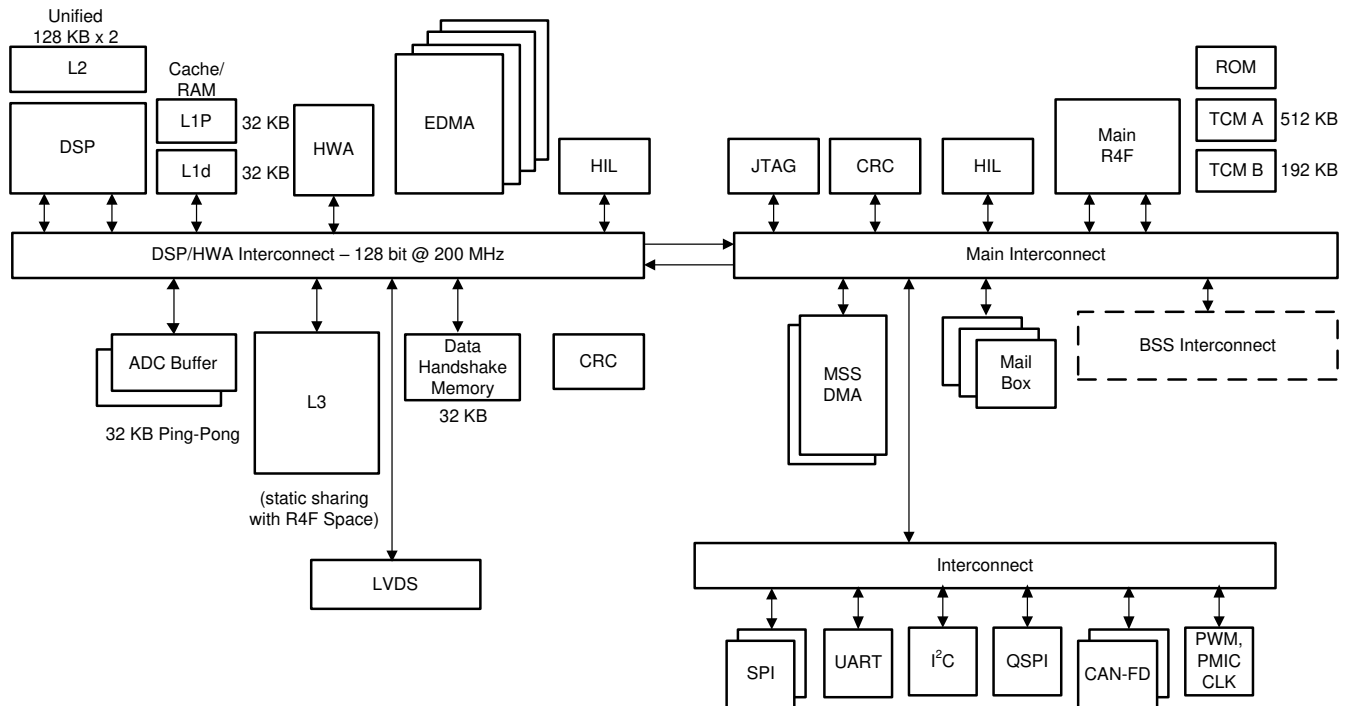 Unified
128 KB x 2
L2
Cache/
RAM
DSP
L1P
32 KB
L1d
32 KB
HWA
EDMA
HIL
JTAG
CRC
HIL
Main
R4F
ROM
TCM A
512 KB
TCM B
192 KB
DSP/HWA Interconnect – 128 bit @ 200 MHz
Main Interconnect
ADC Buffer
32 KB Ping-Pong
L3
(static sharing
with R4F Space)
Data
Handshake
Memory
32 KB
CRC
LVDS
MSS
DMA
Mail
Box
BSS Interconnect
Interconnect
SPI
UART
I²C
QSPI
CAN-FD
PWM,
PMIC
CLK